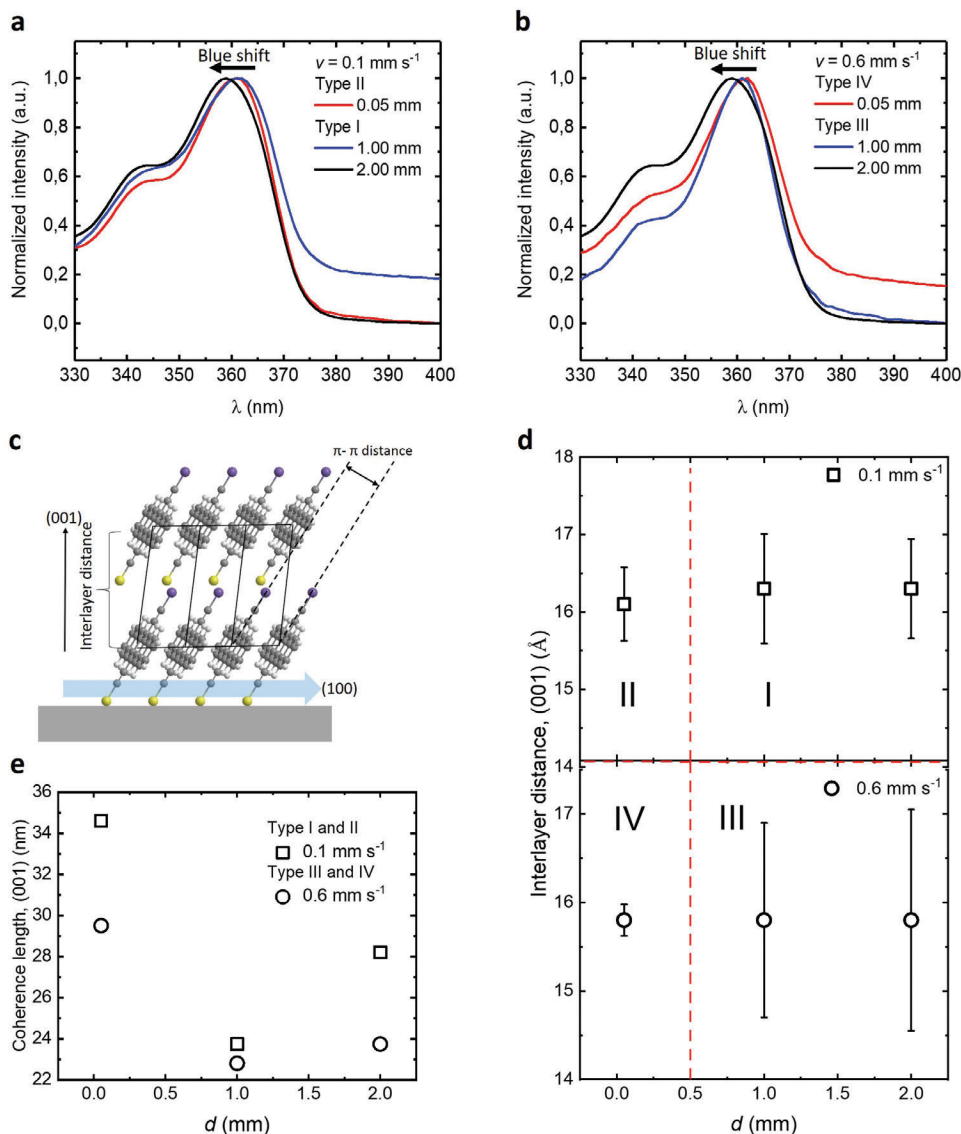 a
Blue shift
v = 0.1 mm s⁻¹
Type II
0.05 mm
Type I
1.00 mm
2.00 mm
1,0
0,8
0,6
0,4
0,2
0,0
Normalized intensity (a.u.)
330 340 350 360 370 380 390 400
λ (nm)
b
Blue shift
v = 0.6 mm s⁻¹
Type IV
0.05 mm
Type III
1.00 mm
2.00 mm
1,0
0,8
0,6
0,4
0,2
0,0
Normalized intensity (a.u.)
330 340 350 360 370 380 390 400
λ (nm)
c
π- π distance
(001)
Interlayer distance
(100)
d
18
17
16
15
14
0.1 mm s⁻¹
II
I
Interlayer distance, (001) (Å)
17
16
15
14
0.6 mm s⁻¹
IV
III
0.0 0.5 1.0 1.5 2.0
d (mm)
e
36
34
32
30
28
26
24
22
Coherence length, (001) (nm)
Type I and II
0.1 mm s⁻¹
Type III and IV
0.6 mm s⁻¹
0.0 0.5 1.0 1.5 2.0
d (mm)